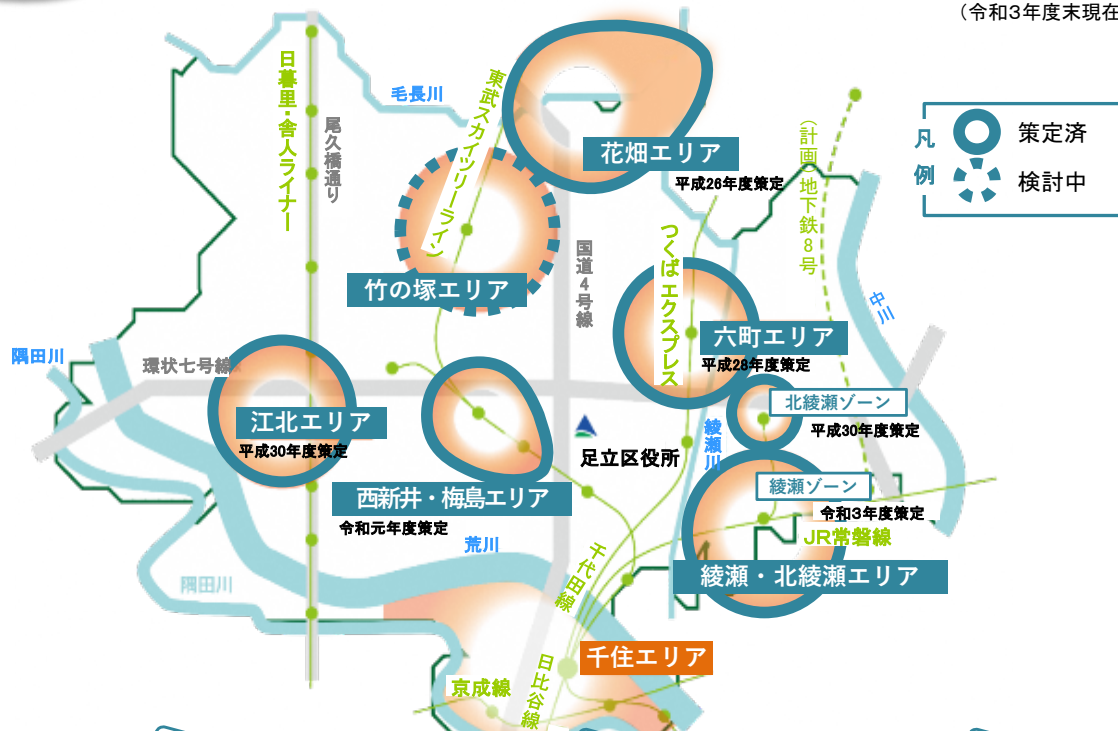 （令和３年度末現在
日暮里・舎人ライナー
尾久橋通り
毛長川
東武スカイツリーライン
花畑エリア
平成26年度策定
（計画）地下鉄８号
凡例
策定済
検討中
竹の塚エリア
国道４号線
つくばエクスプレス
六町エリア
平成28年度策定
中川
隅田川
環状七号線
江北エリア
平成30年度策定
北綾瀬ゾーン
平成30年度策定
足立区役所
綾瀬川
西新井・梅島エリア
令和元年度策定
綾瀬ゾーン
令和３年度策定
JR常磐線
綾瀬・北綾瀬エリア
荒川
隅田川
千代田線
千住エリア
日比谷線
京成線